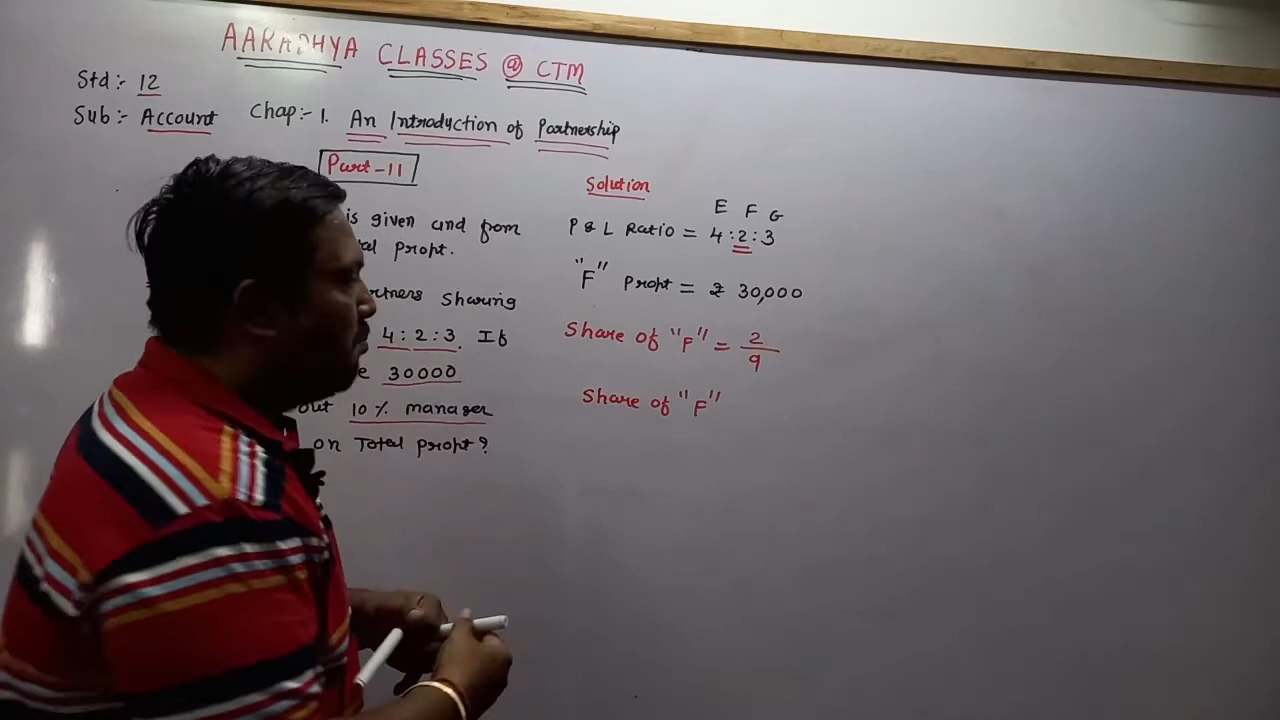 AARADHYA CLASSES @ CTM
Std:- 12
Sub:- Account Chap:- 1. An Introduction of Partnership
Part-11
is given and from
Profit.
Sharing
4:2:3. If
30000
10% manager
on Total profit?
Solution
E F G
P & L Ratio = 4:2:3
"F" Profit = ₹ 30,000
Share of "F" = 2/9
Share of "F"